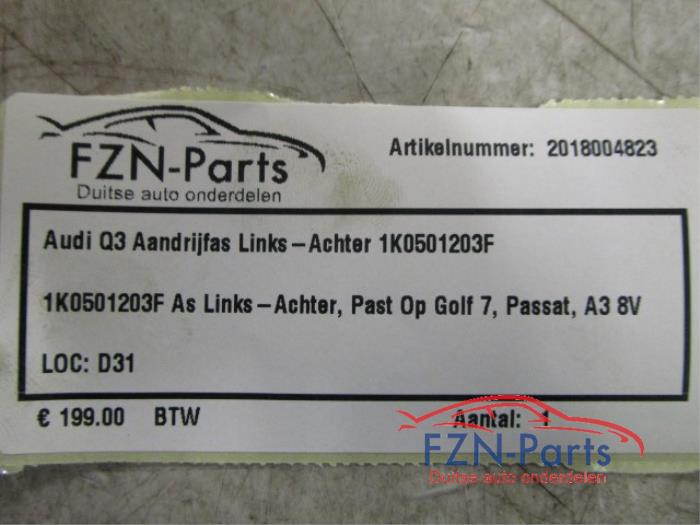 FZN-Parts
Duitse auto onderdelen
Artikelnummer: 2018004823
Audi Q3 Aandrijfas Links-Achter 1K0501203F
1K0501203F As Links-Achter, Past Op Golf 7, Passat, A3 8V
LOC: D31
€ 199.00 BTW
Aantal: 1
FZN-Parts
Duitse auto onderdelen